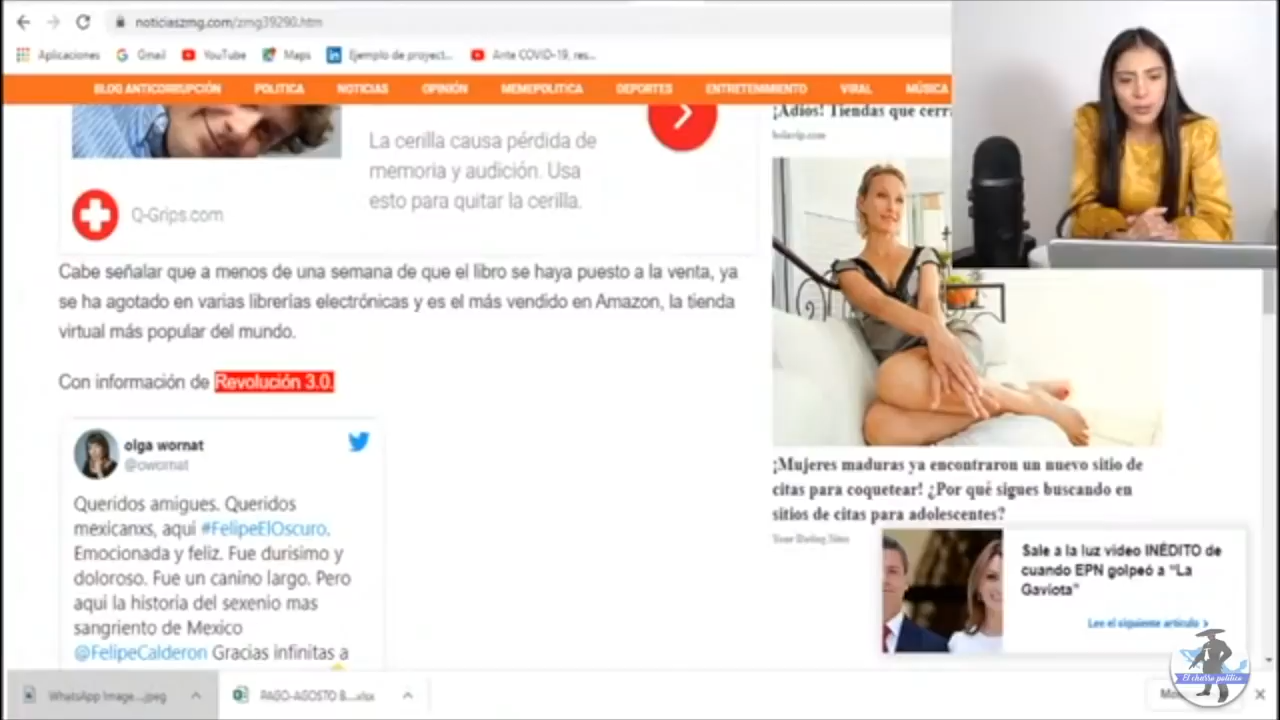 noticiaszmg.com/zmg39290.htm
Aplicaciones
Gmail
YouTube
Maps
Ejemplo de proyect...
Ante COVID-19, res...
BLOG ANTICORRUPCIÓN
POLITICA
NOTICIAS
OPINIÓN
MEMEPOLITICA
DEPORTES
ENTRETENIMIENTO
VIRAL
MÚSICA
La cerilla causa pérdida de
memoria y audición. Usa
esto para quitar la cerilla.
Q-Grips.com
Cabe señalar que a menos de una semana de que el libro se haya puesto a la venta, ya
se ha agotado en varias librerías electrónicas y es el más vendido en Amazon, la tienda
virtual más popular del mundo.
Con información de Revolución 3.0.
olga wornat
@owornat
Queridos amigues. Queridos
mexicanxs, aqui #FelipeElOscuro.
Emocionada y feliz. Fue durisimo y
doloroso. Fue un canino largo. Pero
aqui la historia del sexenio mas
sangriento de Mexico
@FelipeCalderon Gracias infinitas a
¡Adiós! Tiendas que cerr
¡Mujeres maduras ya encontraron un nuevo sitio de
citas para coquetear! ¿Por qué sigues buscando en
sitios de citas para adolescentes?
Your Dating Sites
Sale a la luz video INÉDITO de
cuando EPN golpeó a "La
Gaviota"
Lee el siguiente artículo
WhatsApp Image....jpeg
PAGO-AGOSTO B....xlsx
El charro político